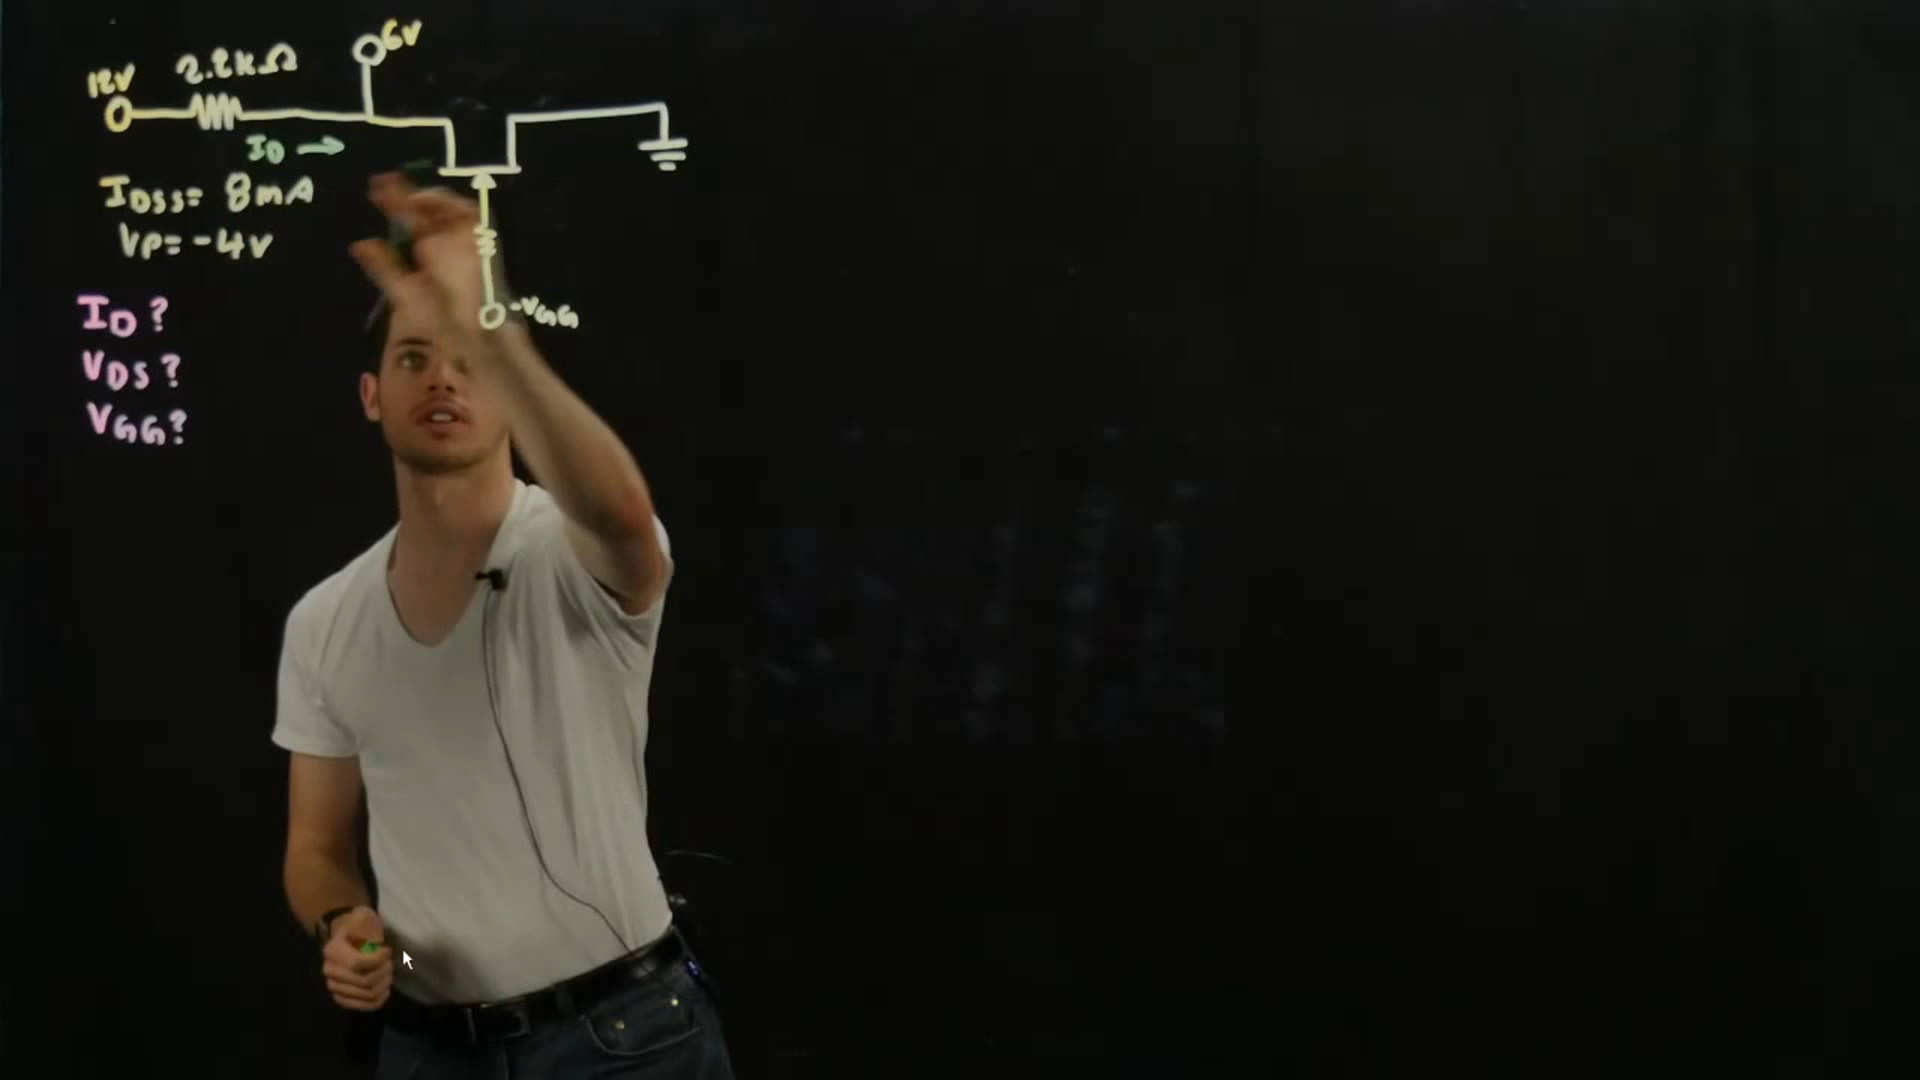 6V
12V
2.2kΩ
ID →
IDSS= 8mA
VP= -4V
-VGG
ID ?
VDS ?
VGG?